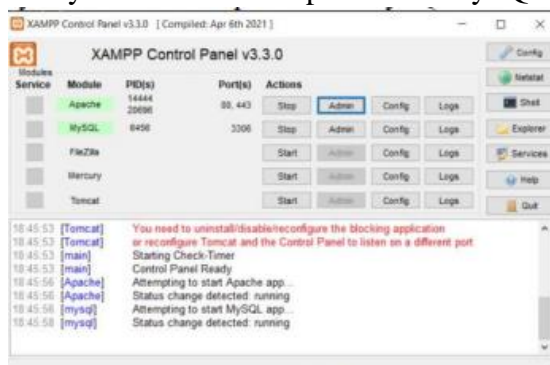 XAMPP Control Panel v3.3.0 [ Compiled: Apr 6th 2021 ]
XAMPP Control Panel v3.3.0
Config
Modules
Service Module PID(s) Port(s) Actions
Netstat
Apache 14444 20696 80, 443 Stop Admin Config Logs
Shell
MySQL 6456 3306 Stop Admin Config Logs
Explorer
FileZilla Start Admin Config Logs
Services
Mercury Start Admin Config Logs
Help
Tomcat Start Admin Config Logs
Quit
18:45:53 [Tomcat] You need to uninstall/disable/reconfigure the blocking application
18:45:53 [Tomcat] or reconfigure Tomcat and the Control Panel to listen on a different port
18:45:53 [main] Starting Check-Timer
18:45:53 [main] Control Panel Ready
18:45:56 [Apache] Attempting to start Apache app...
18:45:56 [Apache] Status change detected: running
18:45:56 [mysql] Attempting to start MySQL app...
18:45:58 [mysql] Status change detected: running